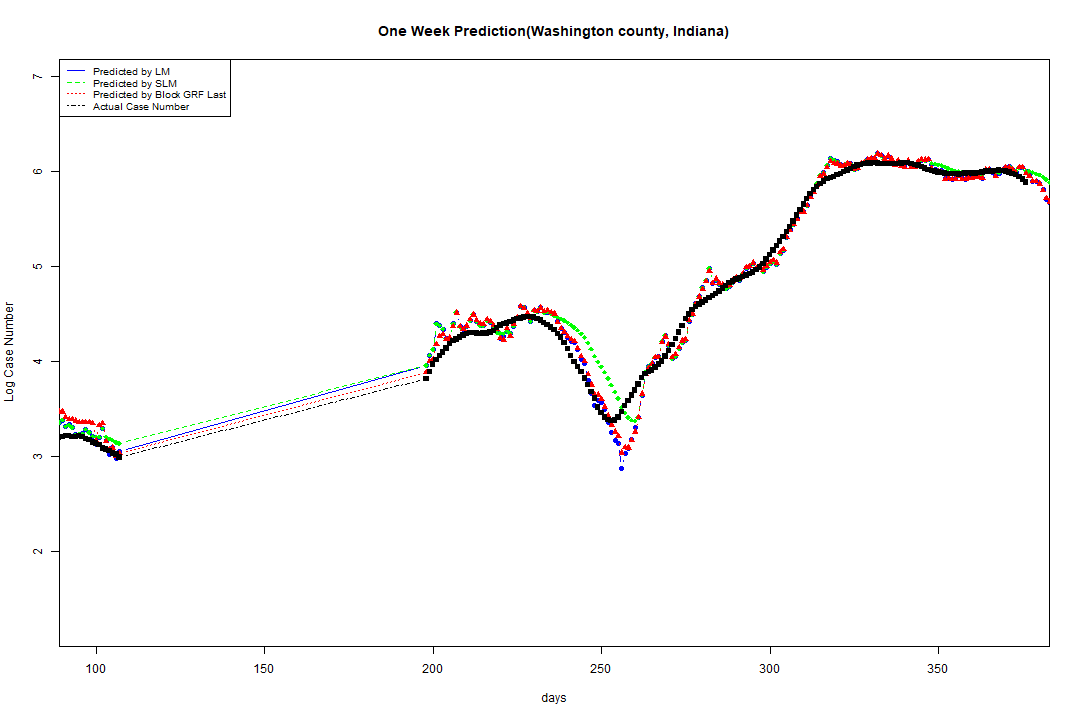 One Week Prediction(Washington county, Indiana)
Predicted by LM
Predicted by SLM
Predicted by Block GRF Last
Actual Case Number
7
6
5
4
3
2
Log Case Number
100 150 200 250 300 350
days